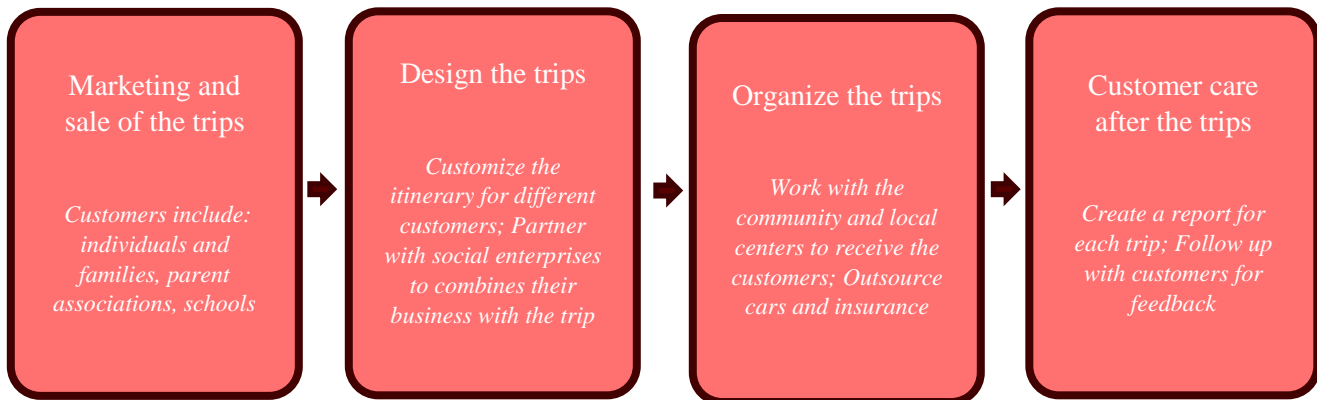 Marketing and
sale of the trips
Customers include:
individuals and
families, parent
associations, schools
Design the trips
Customize the
itinerary for different
customers; Partner
with social enterprises
to combines their
business with the trip
Organize the trips
Work with the
community and local
centers to receive the
customers; Outsource
cars and insurance
Customer care
after the trips
Create a report for
each trip; Follow up
with customers for
feedback